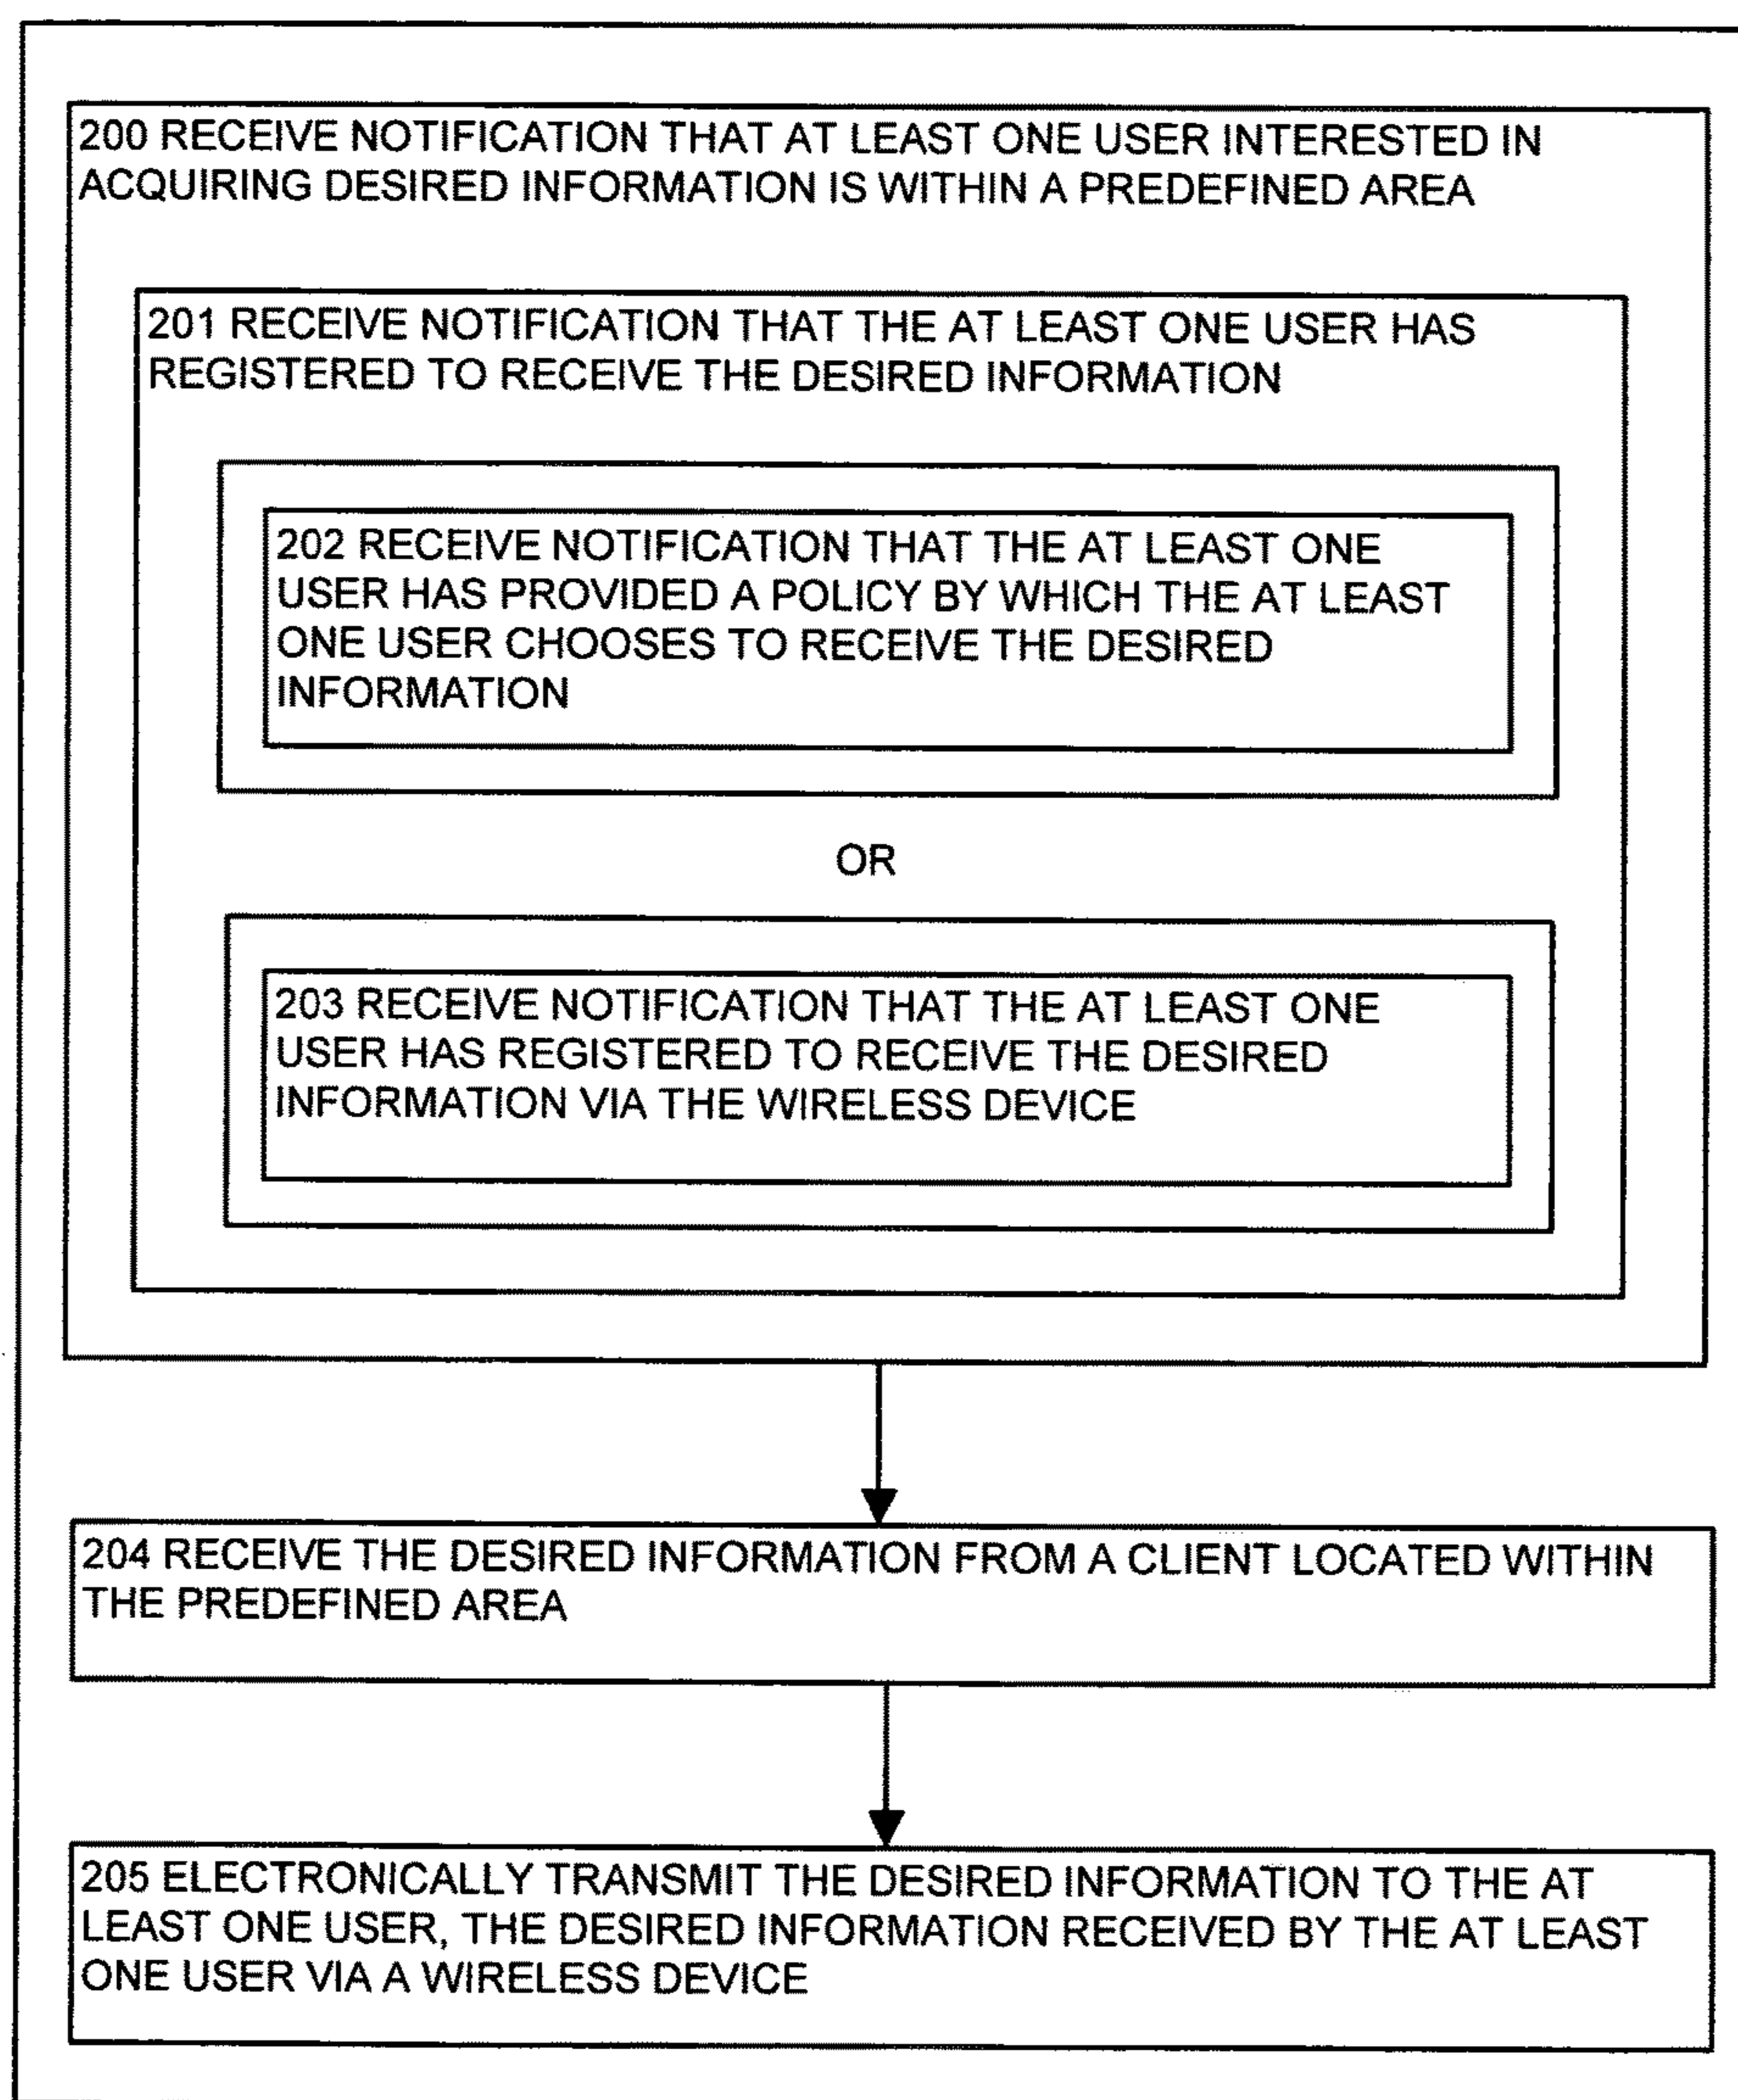 200 RECEIVE NOTIFICATION THAT AT LEAST ONE USER INTERESTED IN
ACQUIRING DESIRED INFORMATION IS WITHIN A PREDEFINED AREA
201 RECEIVE NOTIFICATION THAT THE AT LEAST ONE USER HAS
REGISTERED TO RECEIVE THE DESIRED INFORMATION
202 RECEIVE NOTIFICATION THAT THE AT LEAST ONE
USER HAS PROVIDED A POLICY BY WHICH THE AT LEAST
ONE USER CHOOSES TO RECEIVE THE DESIRED
INFORMATION
OR
203 RECEIVE NOTIFICATION THAT THE AT LEAST ONE
USER HAS REGISTERED TO RECEIVE THE DESIRED
INFORMATION VIA THE WIRELESS DEVICE
204 RECEIVE THE DESIRED INFORMATION FROM A CLIENT LOCATED WITHIN
THE PREDEFINED AREA
205 ELECTRONICALLY TRANSMIT THE DESIRED INFORMATION TO THE AT
LEAST ONE USER, THE DESIRED INFORMATION RECEIVED BY THE AT LEAST
ONE USER VIA A WIRELESS DEVICE